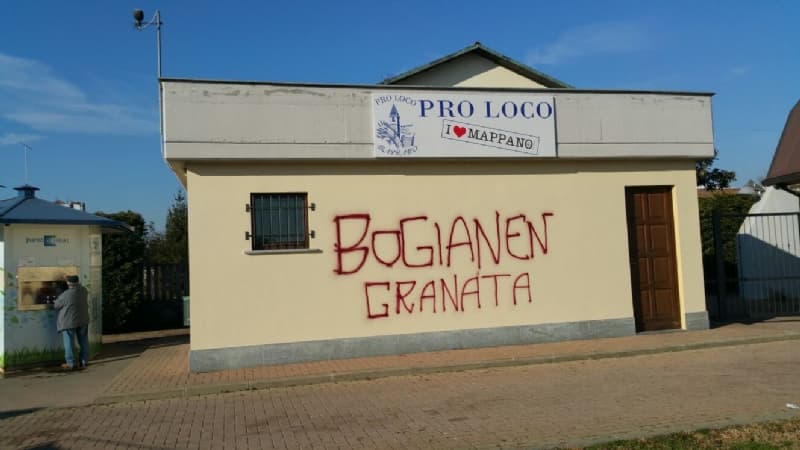 PRO LOCO
PRO LOCO
I ❤ MAPPANO
BOGIANEN
GRANATA